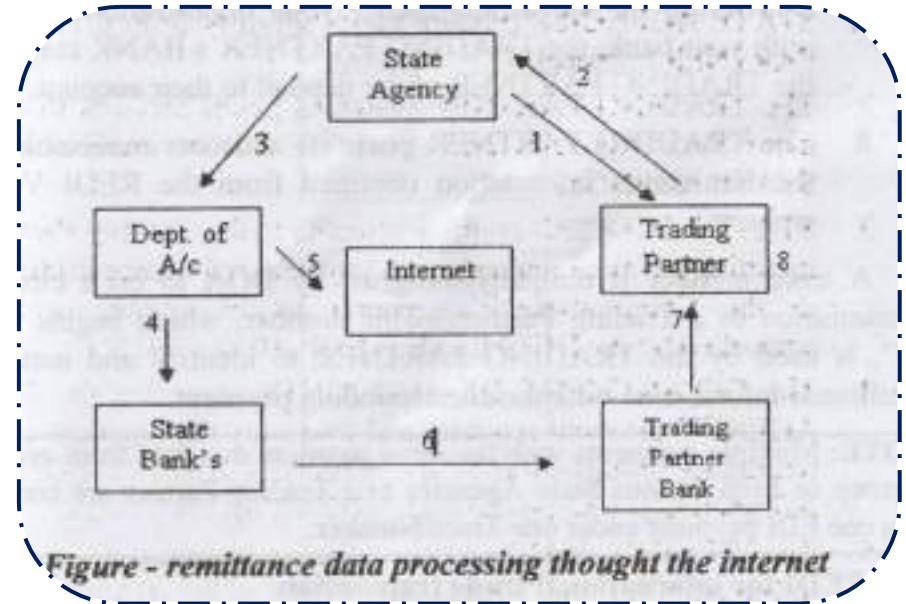 State
Agency
2
3
1
Dept. of
A/c
Trading
Partner
8
5
Internet
4
7
State
Bank's
6
Trading
Partner
Bank
Figure - remittance data processing thought the internet